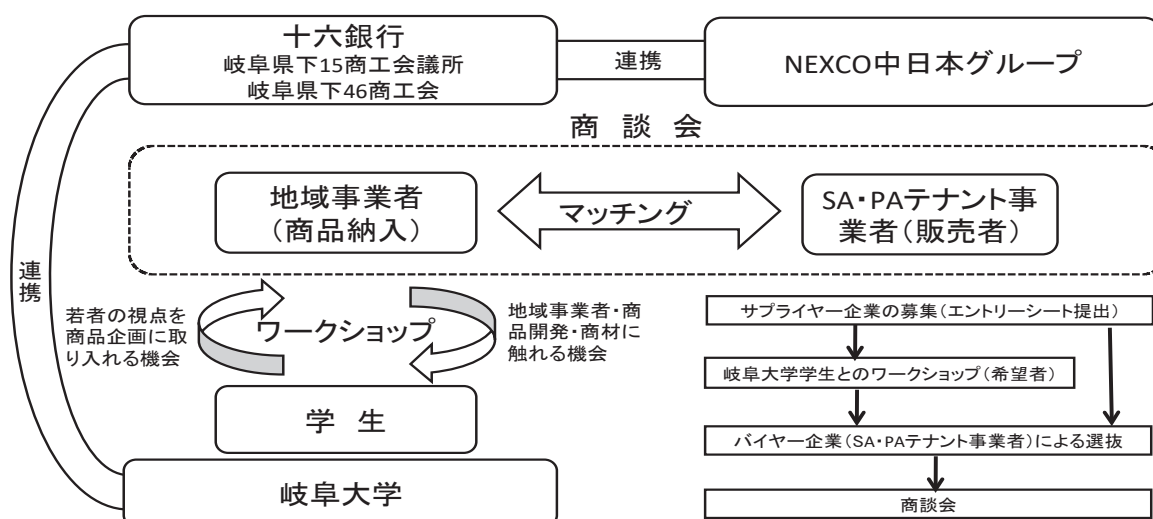 十六銀行
岐阜県下15商工会議所
岐阜県下46商工会
連携
NEXCO中日本グループ
商談会
地域事業者
(商品納入)
マッチング
SA・PAテナント事
業者(販売者)
連携
若者の視点を
商品企画に取
り入れる機会
ワークショップ
地域事業者・商
品開発・商材に
触れる機会
学 生
岐阜大学
サプライヤー企業の募集(エントリーシート提出)
岐阜大学学生とのワークショップ(希望者)
バイヤー企業(SA・PAテナント事業者)による選抜
商談会